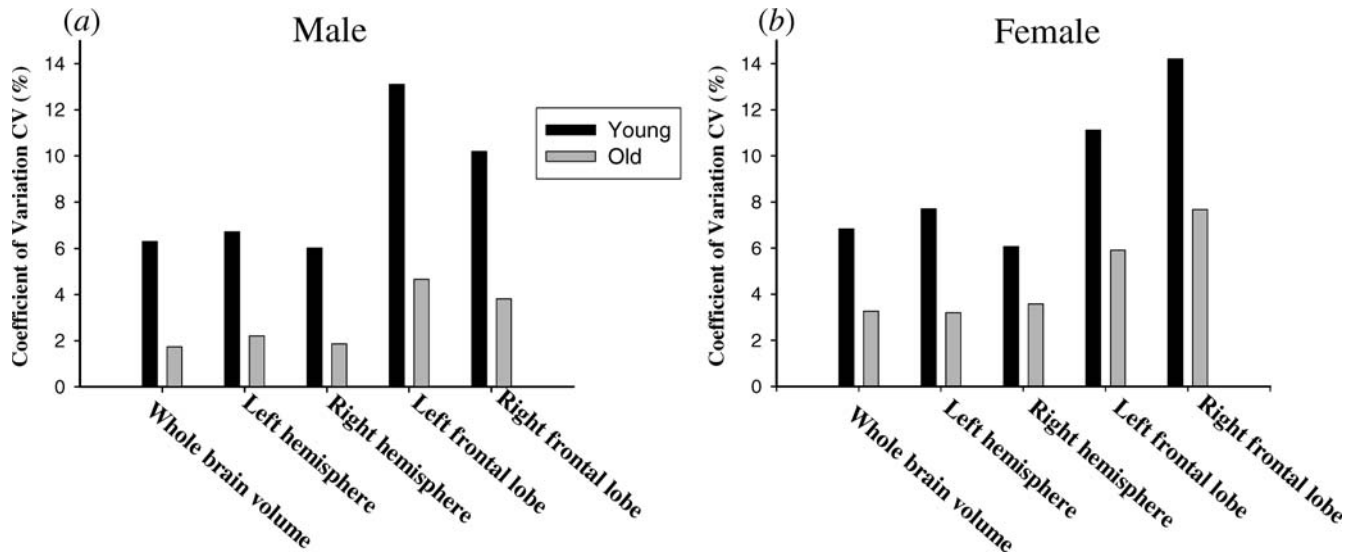 (a)
Male
Coefficient of Variation CV (%)
14
12
10
8
6
4
2
0
Young
Old
Whole brain volume
Left hemisphere
Right hemisphere
Left frontal lobe
Right frontal lobe
(b)
Female
Coefficient of Variation CV (%)
14
12
10
8
6
4
2
0
Whole brain volume
Left hemisphere
Right hemisphere
Left frontal lobe
Right frontal lobe